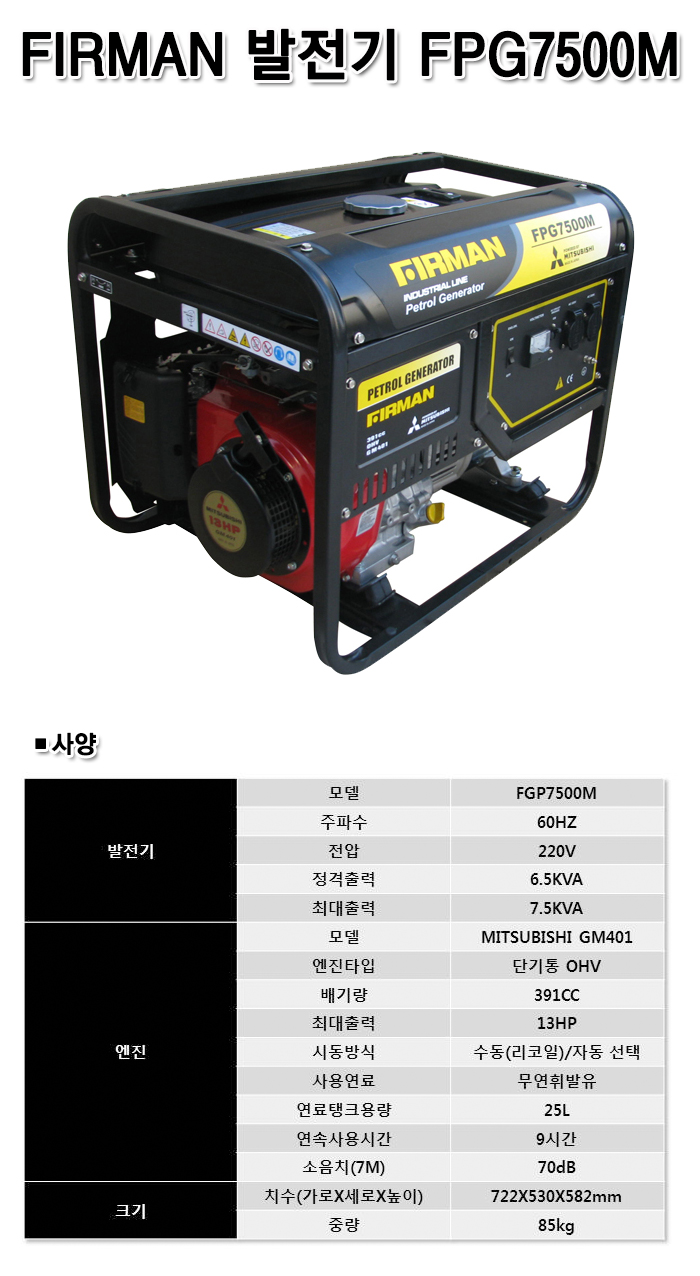 FIRMAN 발전기 FPG7500M
FPG7500M
FIRMAN
POWERED BY
MITSUBISHI
INDUSTRIAL LINE
Petrol Generator
PETROL GENERATOR
FIRMAN
MITSUBISHI
391cc
OHV
GM401
CE
MITSUBISHI
13HP
■ 사양
발전기
모델 FGP7500M
주파수 60HZ
전압 220V
정격출력 6.5KVA
최대출력 7.5KVA
엔진
모델 MITSUBISHI GM401
엔진타입 단기통 OHV
배기량 391CC
최대출력 13HP
시동방식 수동(리코일)/자동 선택
사용연료 무연휘발유
연료탱크용량 25L
연속사용시간 9시간
소음치(7M) 70dB
크기
치수(가로X세로X높이) 722X530X582mm
중량 85kg